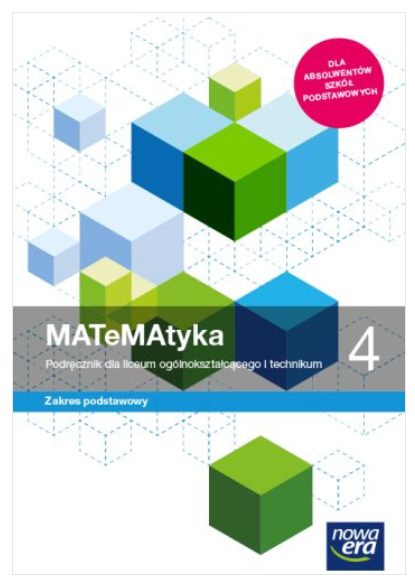 DLA
ABSOLWENTÓW
SZKÓŁ
PODSTAWOWYCH
MATeMAtyka
4
Podręcznik dla liceum ogólnokształcącego i technikum
Zakres podstawowy
nowa
era